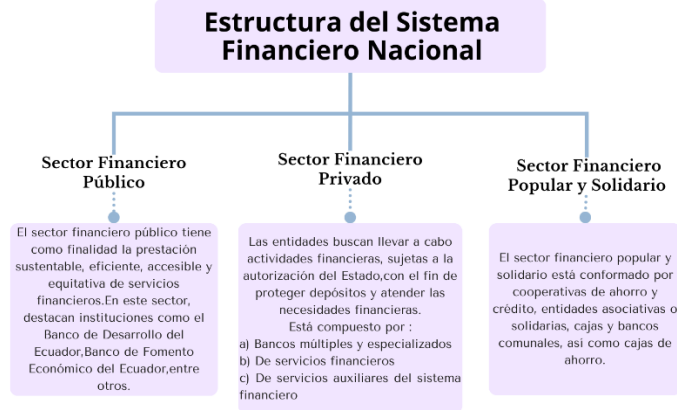 Estructura del Sistema
Financiero Nacional
Sector Financiero
Público
Sector Financiero
Privado
Sector Financiero
Popular y Solidario
El sector financiero público tiene
como finalidad la prestación
sustentable, eficiente, accesible y
equitativa de servicios
financieros.En este sector,
destacan instituciones como el
Banco de Desarrollo del
Ecuador,Banco de Fomento
Económico del Ecuador,entre
otros.
Las entidades buscan llevar a cabo
actividades financieras, sujetas a la
autorización del Estado,con el fin de
proteger depósitos y atender las
necesidades financieras.
Está compuesto por :
a) Bancos múltiples y especializados
b) De servicios financieros
c) De servicios auxiliares del sistema
financiero
El sector financiero popular y
solidario está conformado por
cooperativas de ahorro y
crédito, entidades asociativas o
solidarias, cajas y bancos
comunales, así como cajas de
ahorro.